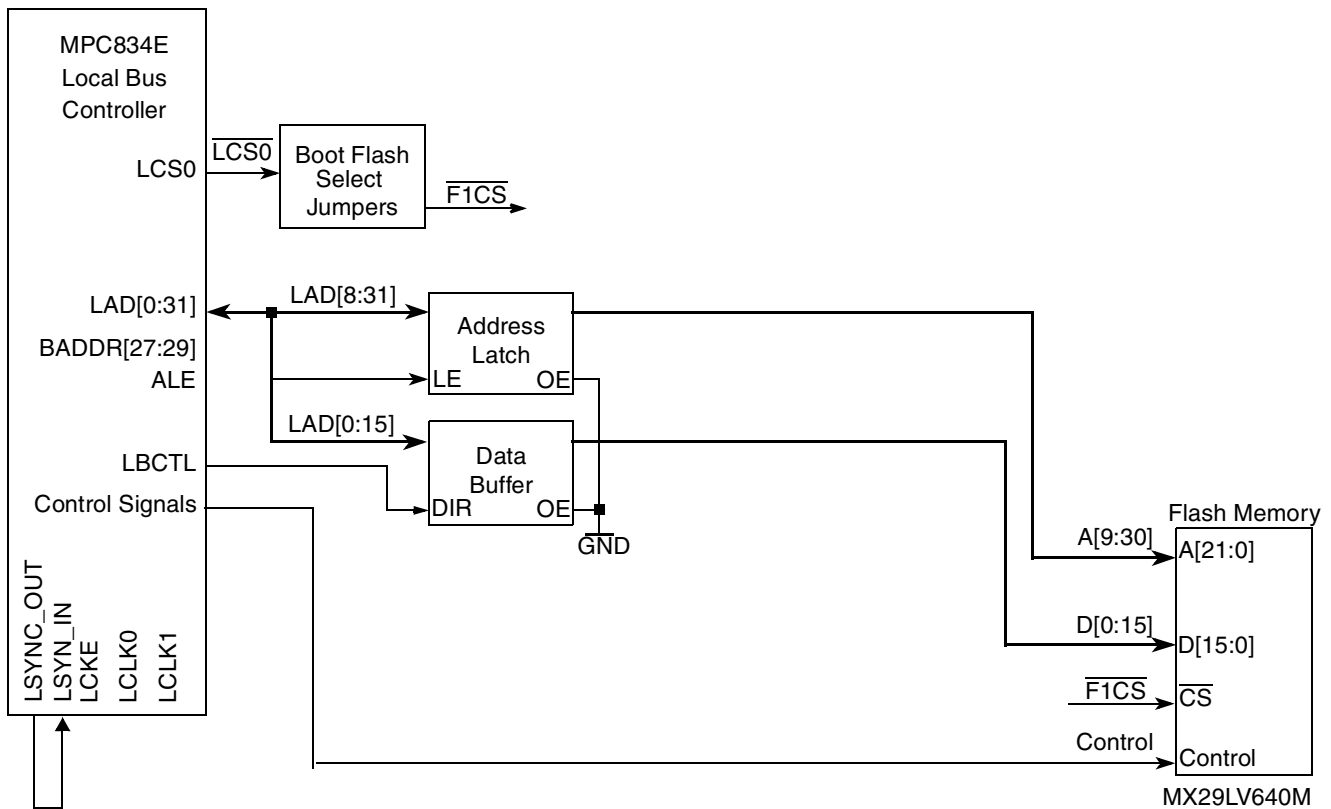 MPC834E
Local Bus
Controller
LCS0
LCS0
Boot Flash
Select
Jumpers
F1CS
LAD[0:31]
LAD[8:31]
Address
Latch
LE
OE
BADDR[27:29]
ALE
LAD[0:15]
Data
Buffer
DIR
OE
LBCTL
Control Signals
GND
Flash Memory
A[9:30]
A[21:0]
D[0:15]
D[15:0]
F1CS
CS
Control
Control
MX29LV640M
LSYNC_OUT
LSYN_IN
LCKE
LCLK0
LCLK1